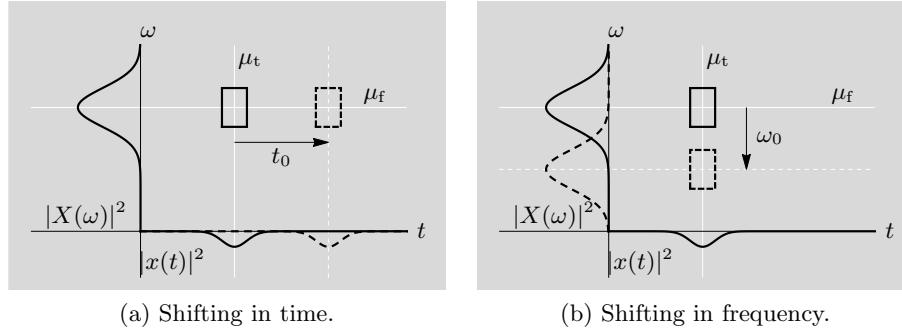 ω
μt
μf
t0
|X(ω)|²
t
|x(t)|²
(a) Shifting in time.
ω
μt
μf
ω0
|X(ω)|²
t
|x(t)|²
(b) Shifting in frequency.